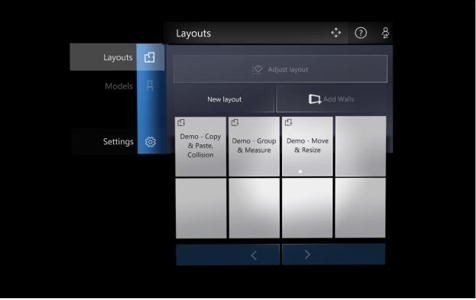 Layouts
Layouts
Adjust layout
Models
New layout
Add Walls
Settings
Demo - Copy
& Paste,
Collision
Demo - Group
& Measure
Demo - Move
& Resize